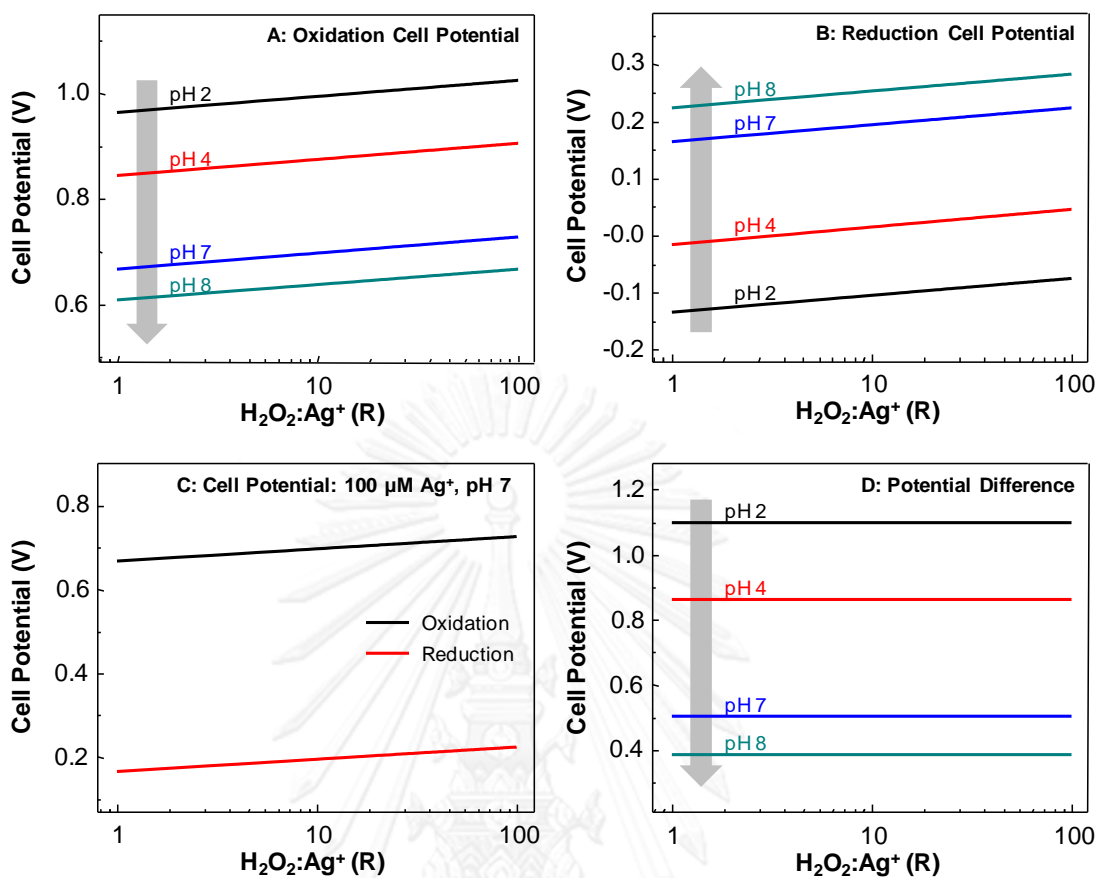 A: Oxidation Cell Potential
Cell Potential (V)
1.0
0.8
0.6
pH 2
pH 4
pH 7
pH 8
1 10 100
H₂O₂:Ag⁺ (R)
B: Reduction Cell Potential
Cell Potential (V)
0.3
0.2
0.1
-0.0
-0.1
-0.2
pH 8
pH 7
pH 4
pH 2
1 10 100
H₂O₂:Ag⁺ (R)
C: Cell Potential: 100 µM Ag⁺, pH 7
Cell Potential (V)
0.8
0.6
0.4
0.2
Oxidation
Reduction
1 10 100
H₂O₂:Ag⁺ (R)
D: Potential Difference
Cell Potential (V)
1.2
1.0
0.8
0.6
0.4
pH 2
pH 4
pH 7
pH 8
1 10 100
H₂O₂:Ag⁺ (R)